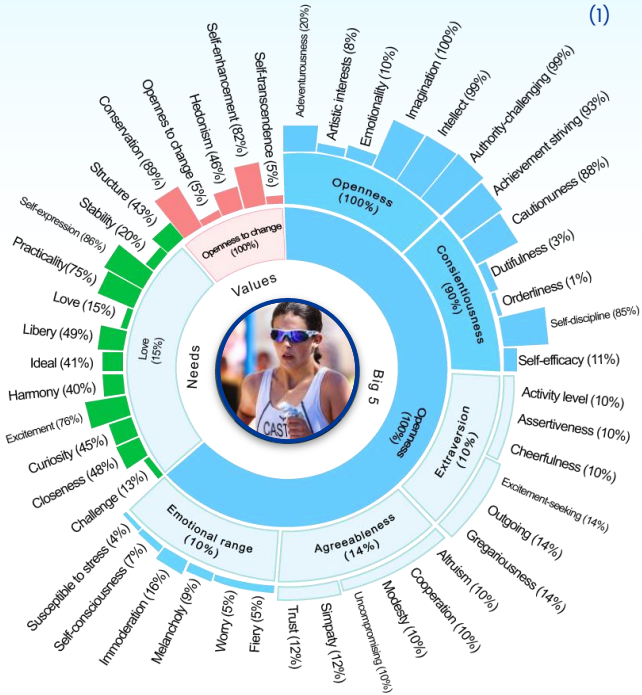 (1)
Adeventurousness (20%)
Artistic interests (8%)
Emotionality (10%)
Imagination (100%)
Intellect (99%)
Authority-challenging (99%)
Achievement striving (93%)
Cautionuness (88%)
Dutifulness (3%)
Orderliness (1%)
Self-discipline (85%)
Self-efficacy (11%)
Activity level (10%)
Assertiveness (10%)
Cheerfulness (10%)
Excitement-seeking (14%)
Outgoing (14%)
Gregariousness (14%)
Altruism (10%)
Cooperation (10%)
Modesty (10%)
Uncompromising (10%)
Simpaty (12%)
Trust (12%)
Fiery (5%)
Worry (5%)
Melancholy (9%)
Immoderation (16%)
Self-consciousness (7%)
Susceptible to stress (4%)
Challenge (13%)
Closeness (48%)
Curiosity (45%)
Excitement (76%)
Harmony (40%)
Ideal (41%)
Libery (49%)
Love (15%)
Practicality(75%)
Self-expression (86%)
Stability (20%)
Structure (43%)
Conservation (89%)
Opennes to change (5%)
Hedonism (46%)
Self-enhancement (82%)
Self-transcendence (5%)
Openness
(100%)
Constientiousness
(90%)
Extraversion
(10%)
Agreeableness
(14%)
Emotional range
(10%)
Love
(15%)
Openness to change
(100%)
Openness
(100%)
Values
Needs
Big 5
CAST